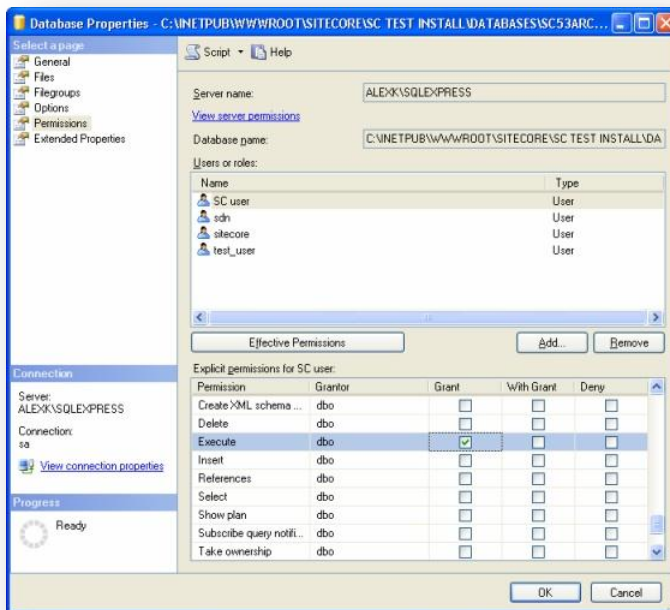 Database Properties - C:\INETPUB\WWWROOT\SITECORE\SC TEST INSTALL\DATABASES\SC53ARC...
Select a page
General
Files
Filegroups
Options
Permissions
Extended Properties
Script
Help
Server name:
ALEXK\SQLEXPRESS
View server permissions
Database name:
C:\INETPUB\WWWROOT\SITECORE\SC TEST INSTALL\DA
Users or roles:
Name Type
SC user User
sdn User
sitecore User
test_user User
Effective Permissions
Add...
Remove
Connection
Server:
ALEXK\SQLEXPRESS
Connection:
sa
View connection properties
Progress
Ready
Explicit permissions for SC user:
Permission Grantor Grant With Grant Deny
Create XML schema ... dbo
Delete dbo
Execute dbo
Insert dbo
References dbo
Select dbo
Show plan dbo
Subscribe query notifi... dbo
Take ownership dbo
OK
Cancel